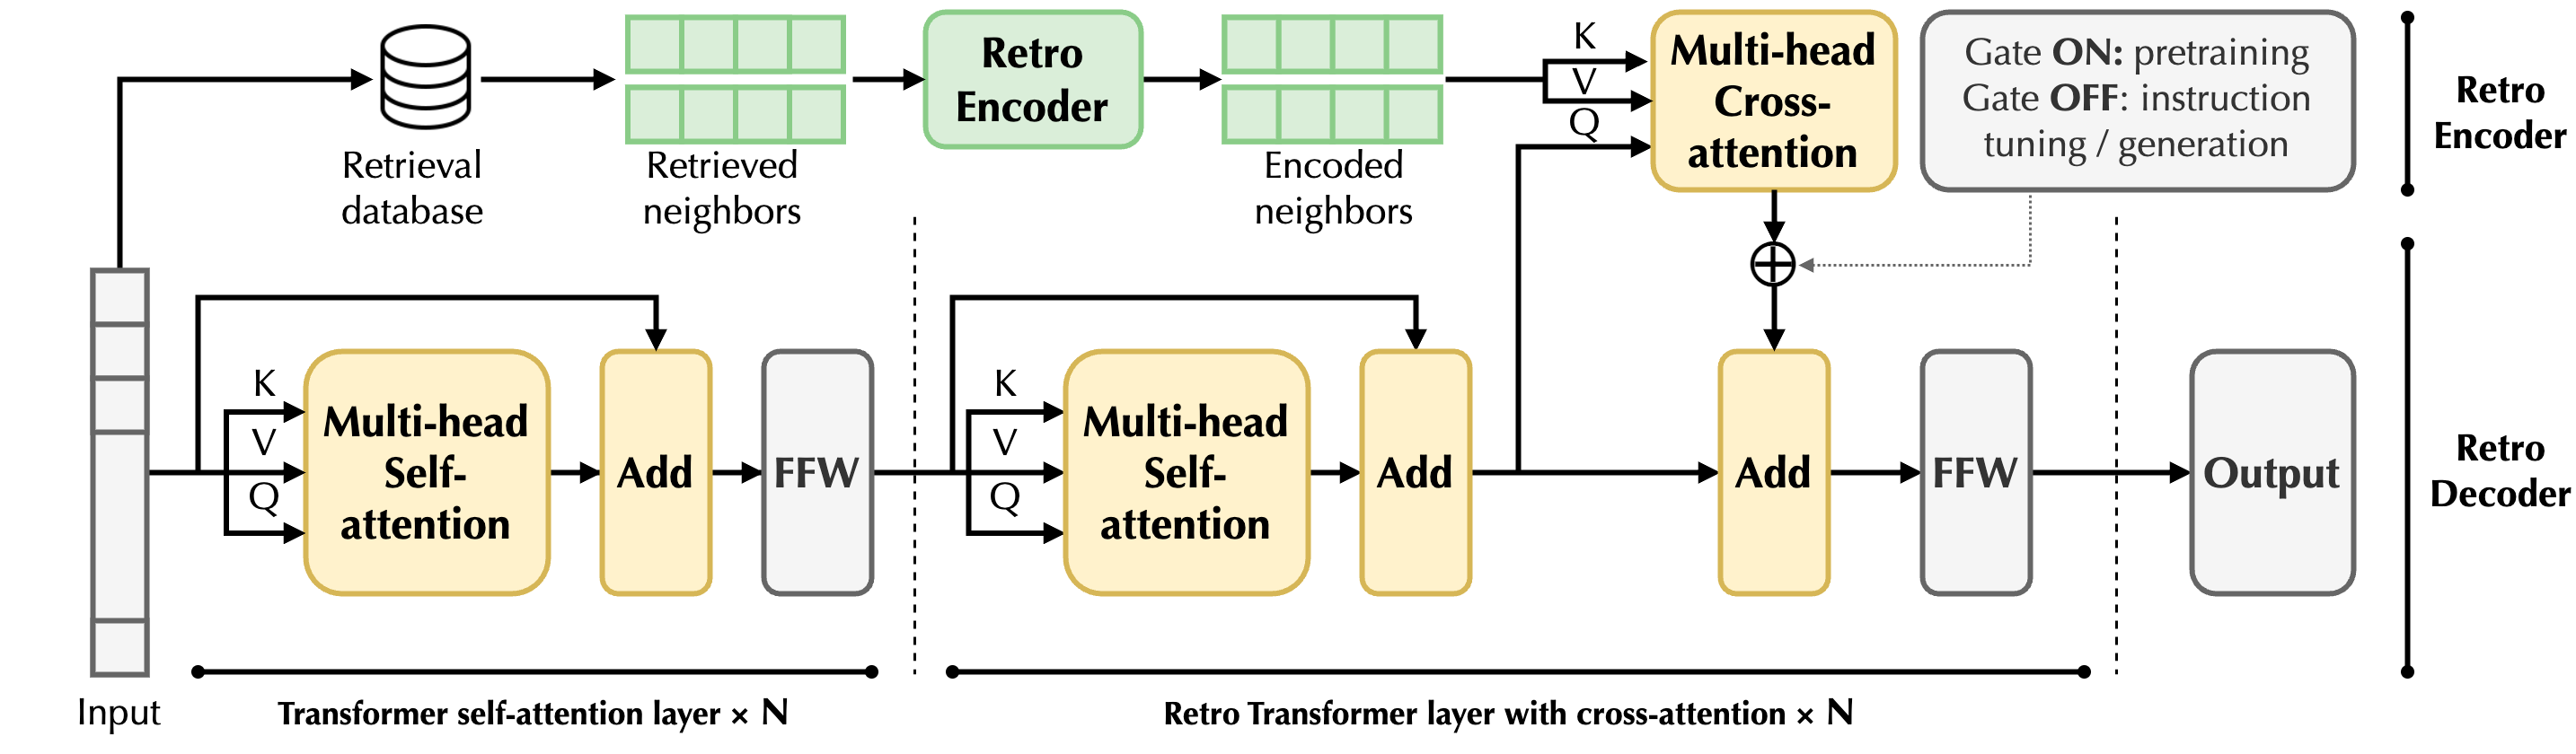 Retrieval
database
Retrieved
neighbors
Retro
Encoder
Encoded
neighbors
K
V
Q
Multi-head
Cross-
attention
Gate ON: pretraining
Gate OFF: instruction
tuning / generation
Retro
Encoder
Input
K
V
Q
Multi-head
Self-
attention
Add
FFW
K
V
Q
Multi-head
Self-
attention
Add
Add
FFW
Output
Retro
Decoder
Transformer self-attention layer × N
Retro Transformer layer with cross-attention × N